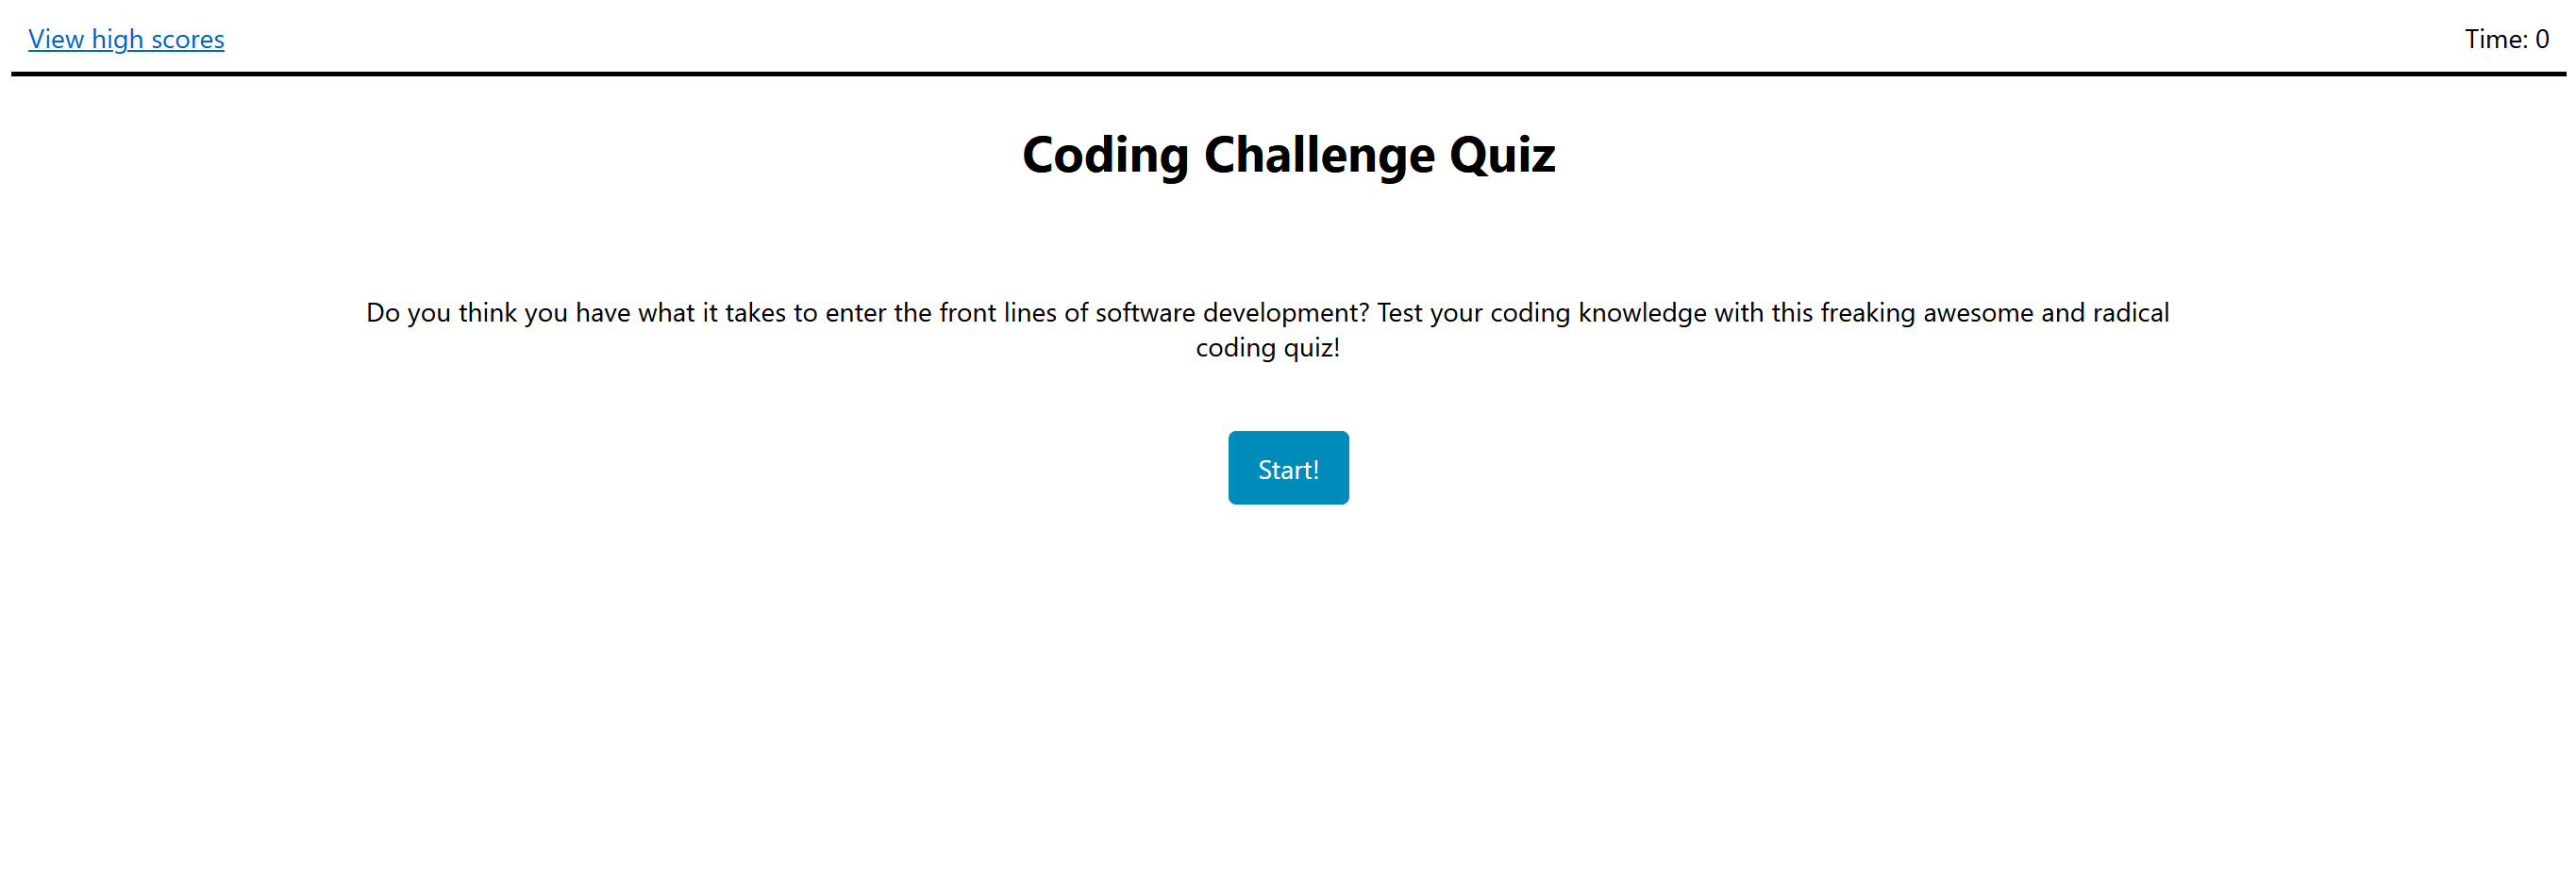 View high scores
Time: 0
Coding Challenge Quiz
Do you think you have what it takes to enter the front lines of software development? Test your coding knowledge with this freaking awesome and radical
coding quiz!
Start!